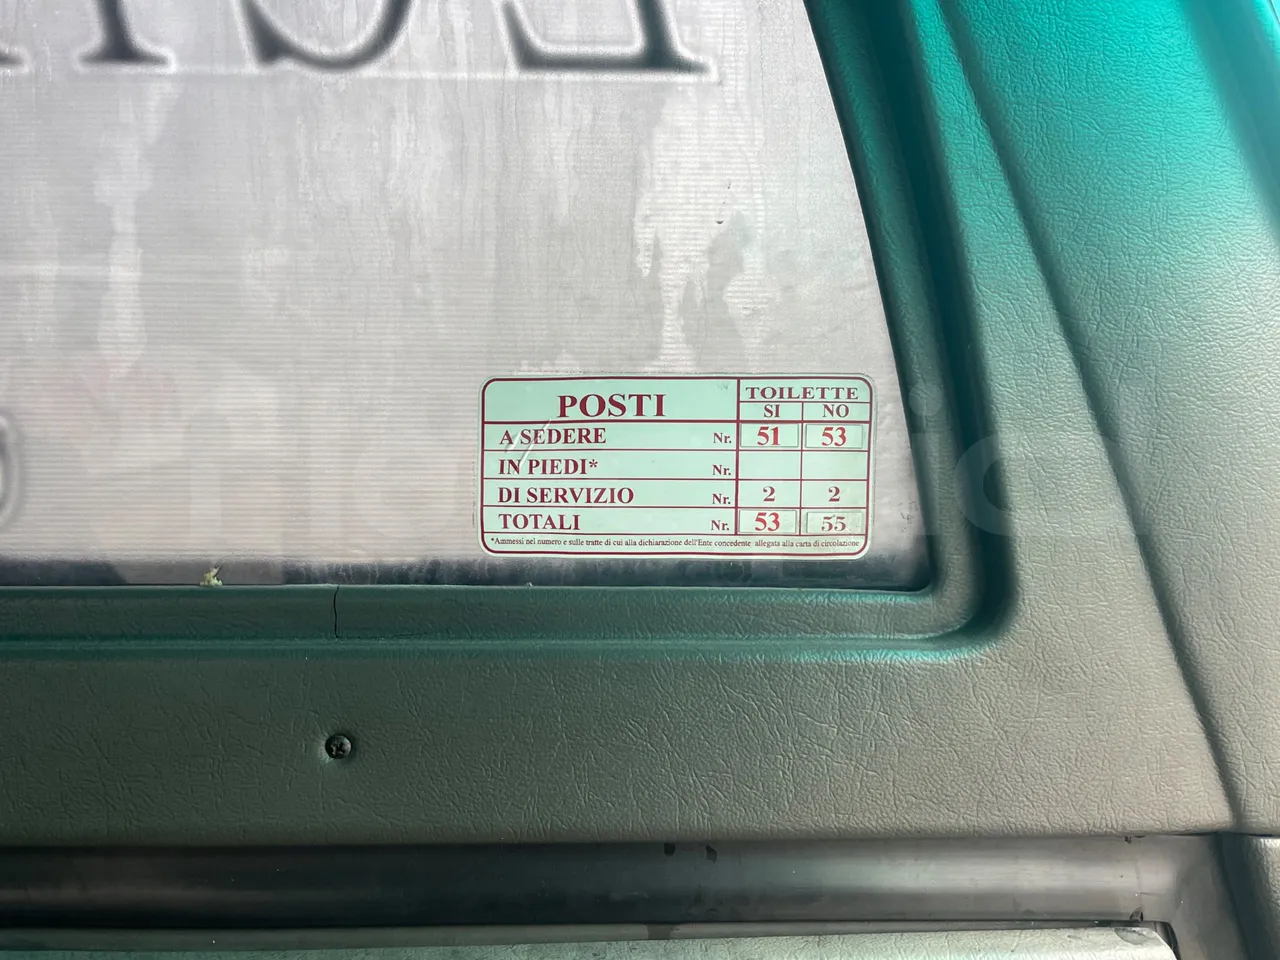 POSTI TOILETTE
SI NO
A SEDERE Nr. 51 53
IN PIEDI* Nr.
DI SERVIZIO Nr. 2 2
TOTALI Nr. 53 55
*Ammessi nel numero e sulle tratte di cui alla dichiarazione dell'Ente concedente allegata alla carta di circolazione